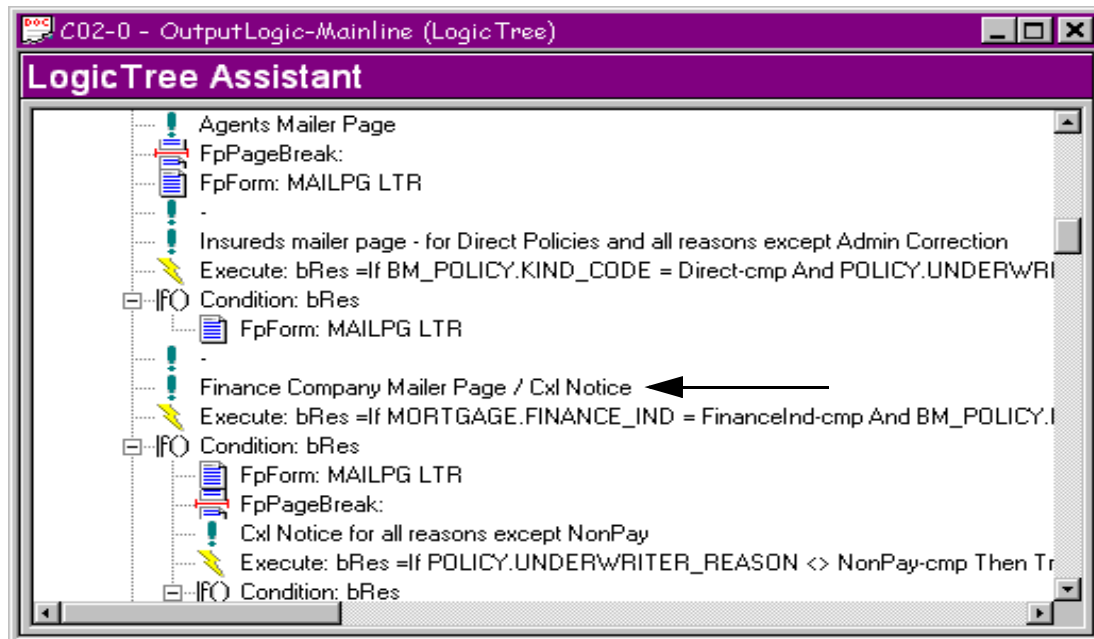 DOC C02-0 - OutputLogic-Mainline (LogicTree)
LogicTree Assistant
Agents Mailer Page
FpPageBreak:
FpForm: MAILPG LTR
-
Insureds mailer page - for Direct Policies and all reasons except Admin Correction
Execute: bRes =If BM_POLICY.KIND_CODE = Direct-cmp And POLICY.UNDERWRI
If() Condition: bRes
FpForm: MAILPG LTR
-
Finance Company Mailer Page / Cxl Notice
Execute: bRes =If MORTGAGE.FINANCE_IND = FinanceInd-cmp And BM_POLICY.
If() Condition: bRes
FpForm: MAILPG LTR
FpPageBreak:
Cxl Notice for all reasons except NonPay
Execute: bRes =If POLICY.UNDERWRITER_REASON <> NonPay-cmp Then Tr
If() Condition: bRes